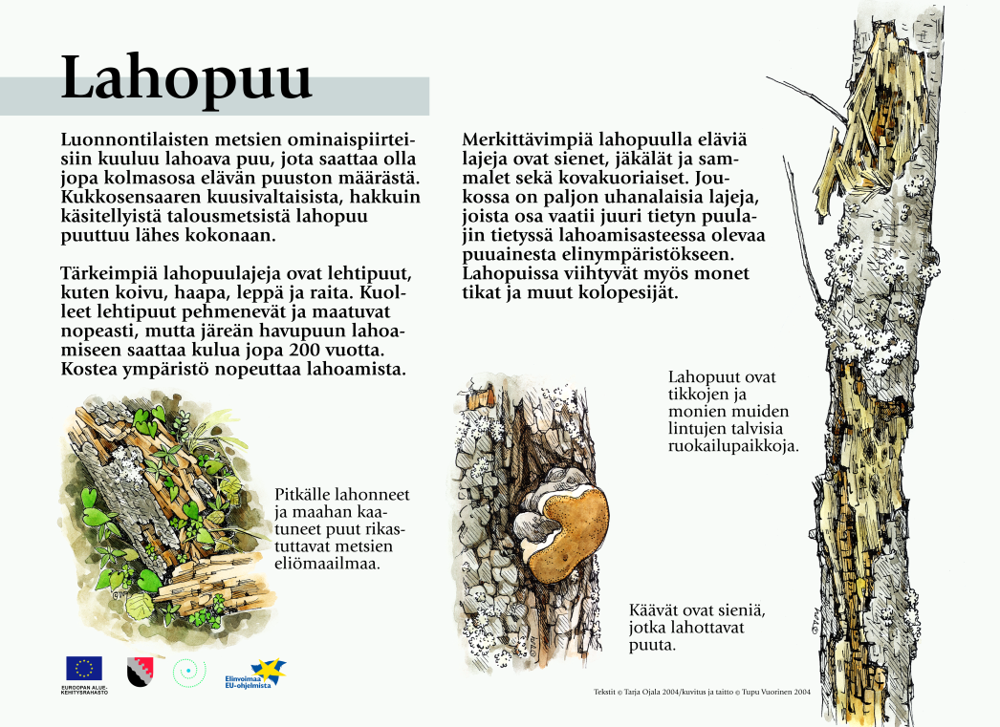 Lahopuu
Luonnontilaisten metsien ominaispiirtei-
siin kuuluu lahoava puu, jota saattaa olla
jopa kolmasosa elävän puuston määrästä.
Kukkosensaaren kuusivaltaisista, hakkuin
käsitellyistä talousmetsistä lahopuu
puuttuu lähes kokonaan.
Tärkeimpiä lahopuulajeja ovat lehtipuut,
kuten koivu, haapa, leppä ja raita. Kuol-
leet lehtipuut pehmenevät ja maatuvat
nopeasti, mutta järeän havupuun lahoa-
miseen saattaa kulua jopa 200 vuotta.
Kostea ympäristö nopeuttaa lahoamista.
Merkittävimpiä lahopuulla eläviä
lajeja ovat sienet, jäkälät ja sam-
malet sekä kovakuoriaiset. Jou-
kossa on paljon uhanalaisia lajeja,
joista osa vaatii juuri tietyn puula-
jin tietyssä lahoamisasteessa olevaa
puuainesta elinympäristökseen.
Lahopuissa viihtyvät myös monet
tikat ja muut kolopesijät.
Lahopuut ovat
tikkojen ja
monien muiden
lintujen talvisia
ruokailupaikkoja.
Pitkälle lahonneet
ja maahan kaa-
tuneet puut rikas-
tuttavat metsien
eliömaailmaa.
Käävät ovat sieniä,
jotka lahottavat
puuta.
EUROOPAN ALUE-
KEHITYSRAHASTO
Elinvoimaa
EU-ohjelmista
Tekstit © Tarja Ojala 2004/kuvitus ja taitto © Tupu Vuorinen 2004